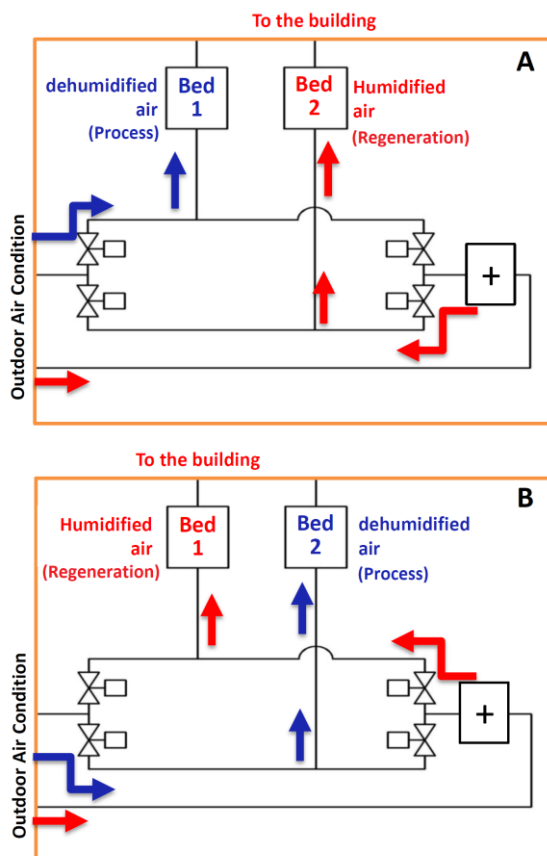 To the building
A
dehumidified
air
(Process)
Bed
1
Bed
2
Humidified
air
(Regeneration)
Outdoor Air Condition
+
To the building
B
Humidified
air
(Regeneration)
Bed
1
Bed
2
dehumidified
air
(Process)
Outdoor Air Condition
+